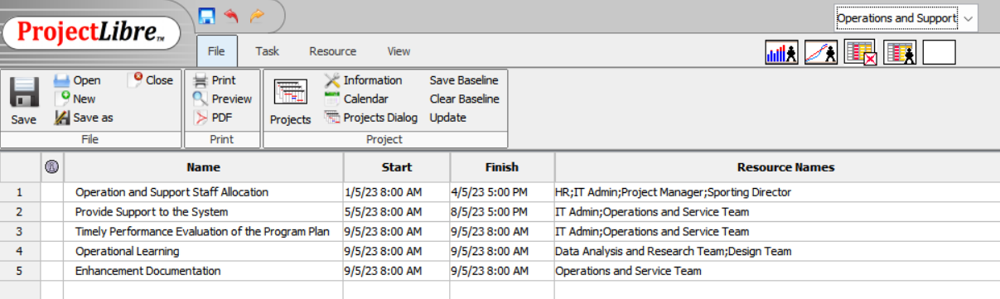 Operations and Support
ProjectLibre TM
File Task Resource View
Save
Open
New
Save as
Close
File
Print
Preview
PDF
Print
Projects
Information
Calendar
Projects Dialog
Save Baseline
Clear Baseline
Update
Project
Name Start Finish Resource Names
1 Operation and Support Staff Allocation 1/5/23 8:00 AM 4/5/23 5:00 PM HR;IT Admin;Project Manager;Sporting Director
2 Provide Support to the System 5/5/23 8:00 AM 8/5/23 5:00 PM IT Admin;Operations and Service Team
3 Timely Performance Evaluation of the Program Plan 9/5/23 8:00 AM 9/5/23 8:00 AM IT Admin;Operations and Service Team
4 Operational Learning 9/5/23 8:00 AM 9/5/23 8:00 AM Data Analysis and Research Team;Design Team
5 Enhancement Documentation 9/5/23 8:00 AM 9/5/23 8:00 AM Operations and Service Team